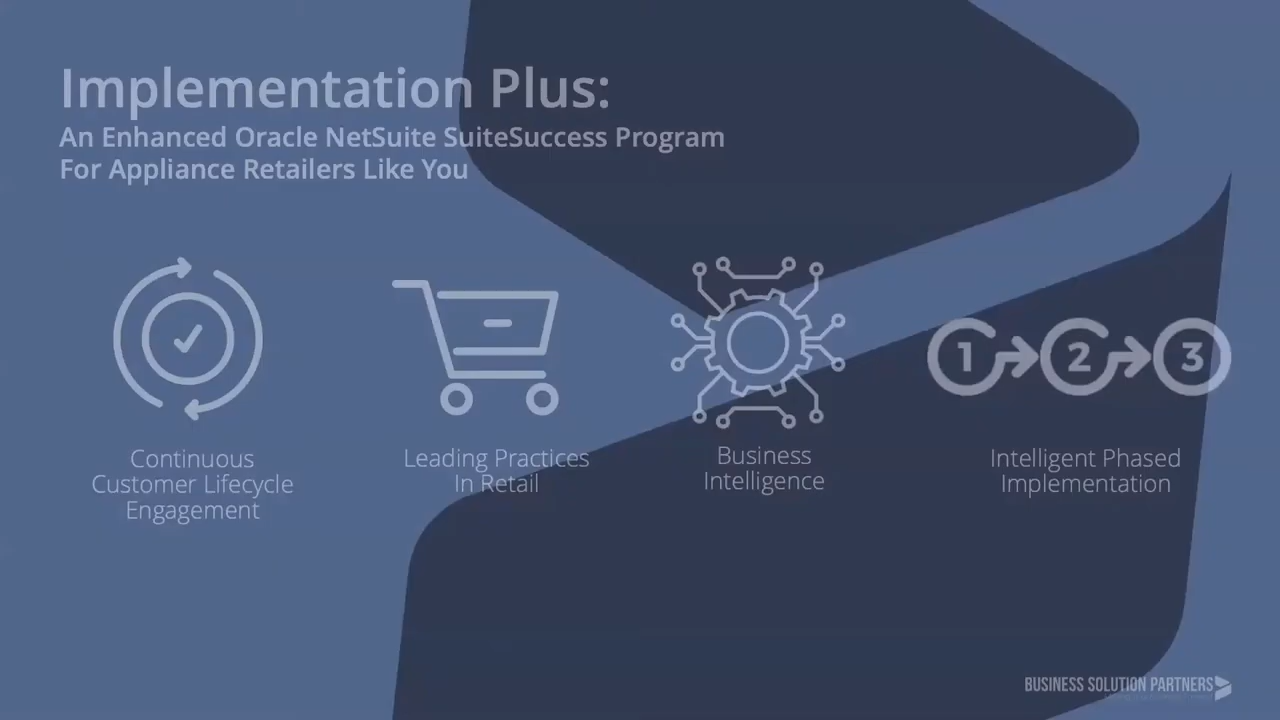 Implementation Plus:
An Enhanced Oracle NetSuite SuiteSuccess Program
For Appliance Retailers Like You
1
2
3
Continuous
Customer Lifecycle
Engagement
Leading Practices
In Retail
Business
Intelligence
Intelligent Phased
Implementation
BUSINESS SOLUTION PARTNERS